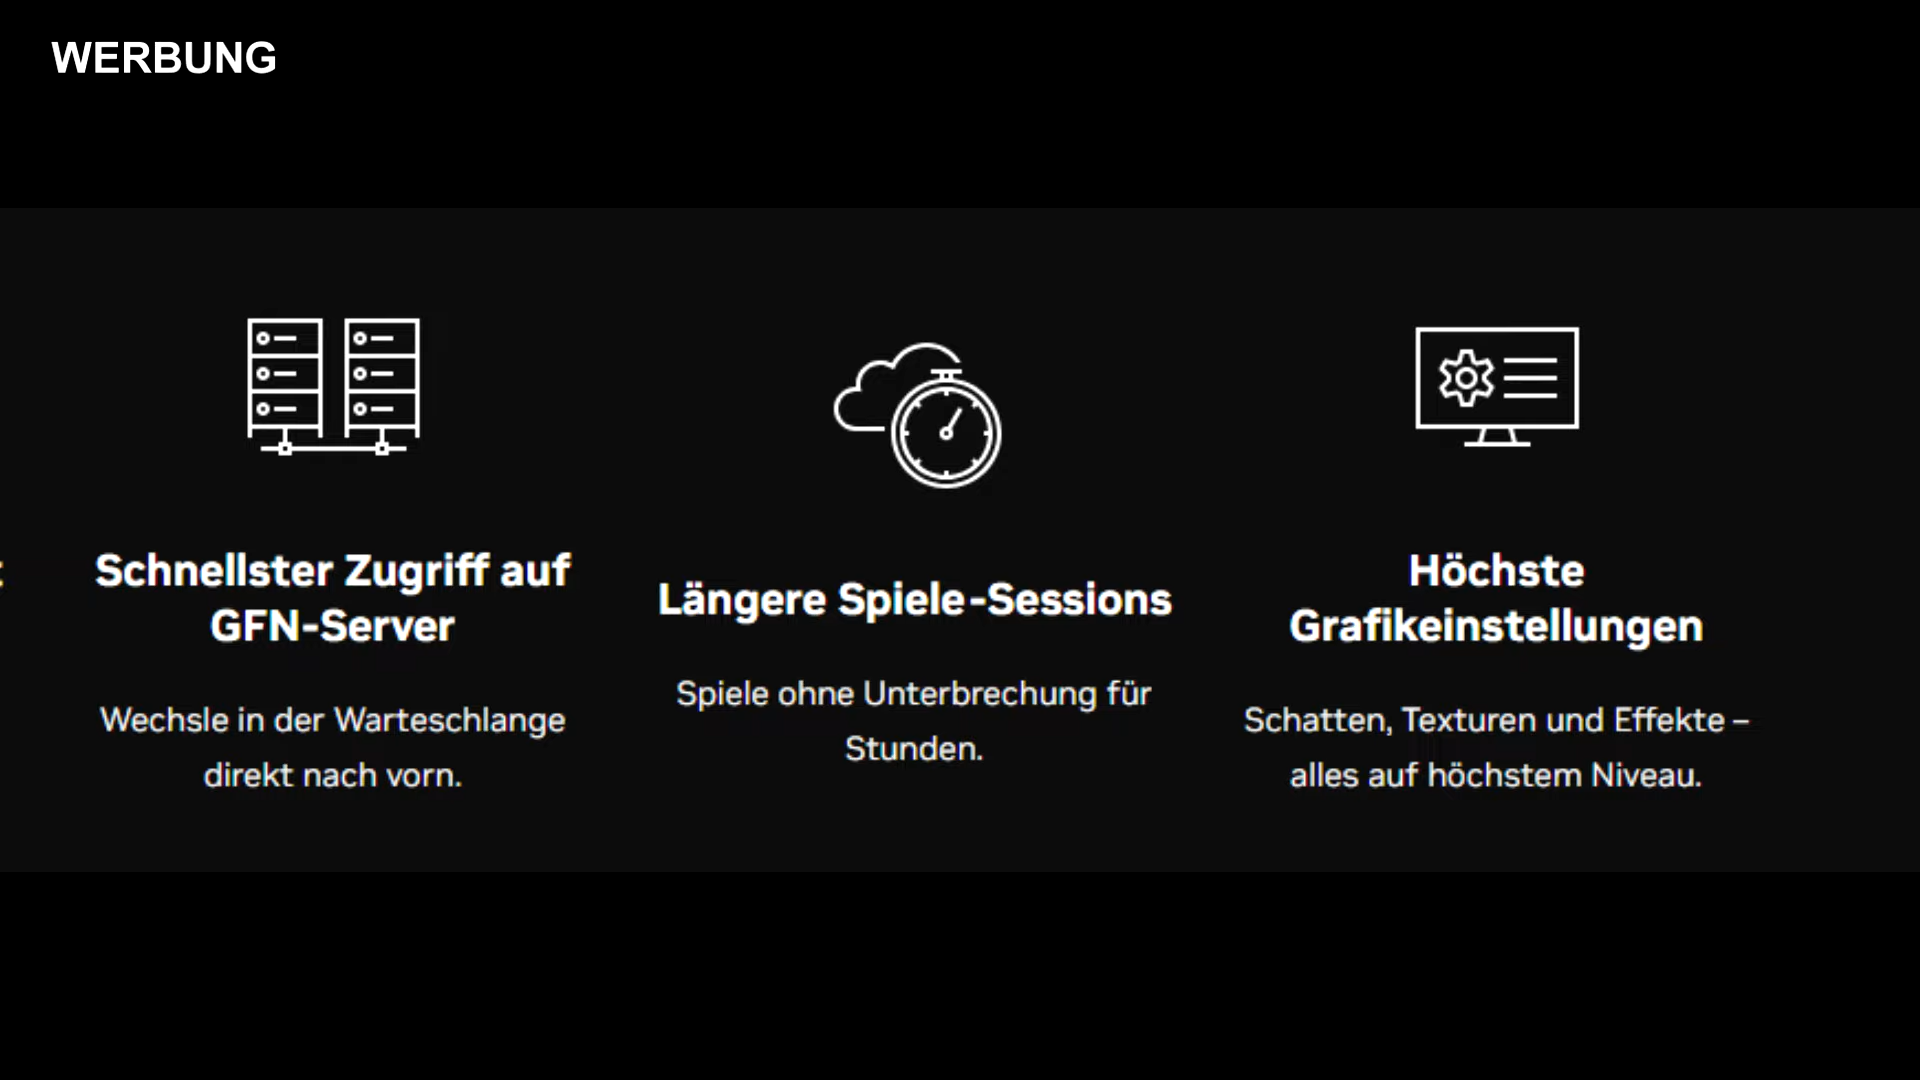 WERBUNG
Schnellster Zugriff auf
GFN-Server
Wechsle in der Warteschlange
direkt nach vorn.
Längere Spiele-Sessions
Spiele ohne Unterbrechung für
Stunden.
Höchste
Grafikeinstellungen
Schatten, Texturen und Effekte –
alles auf höchstem Niveau.